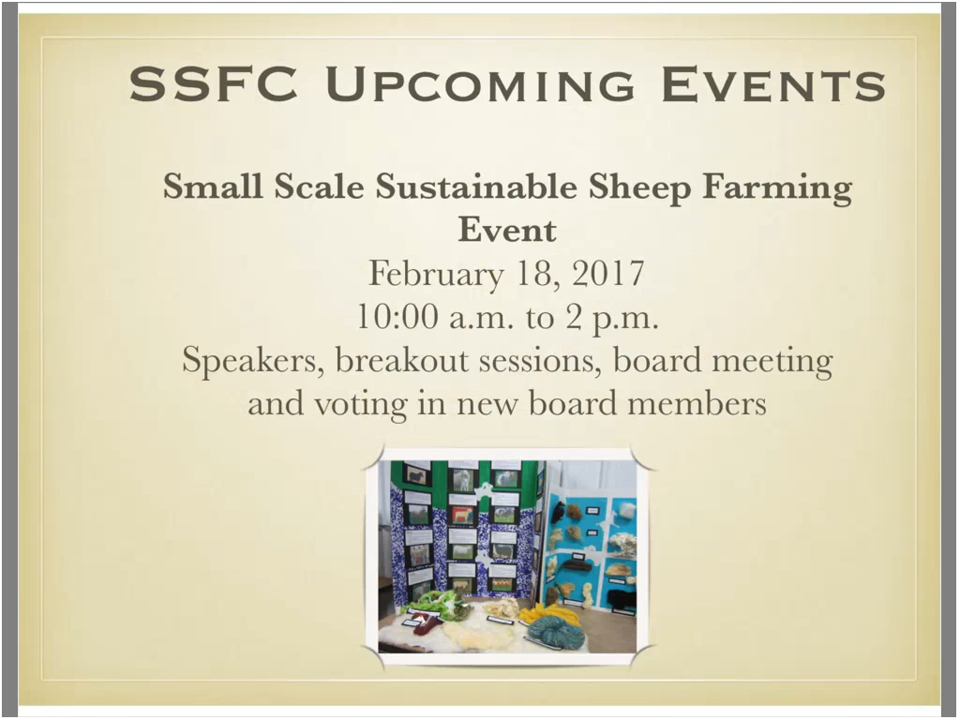 SSFC Upcoming Events
Small Scale Sustainable Sheep Farming
Event
February 18, 2017
10:00 a.m. to 2 p.m.
Speakers, breakout sessions, board meeting
and voting in new board members